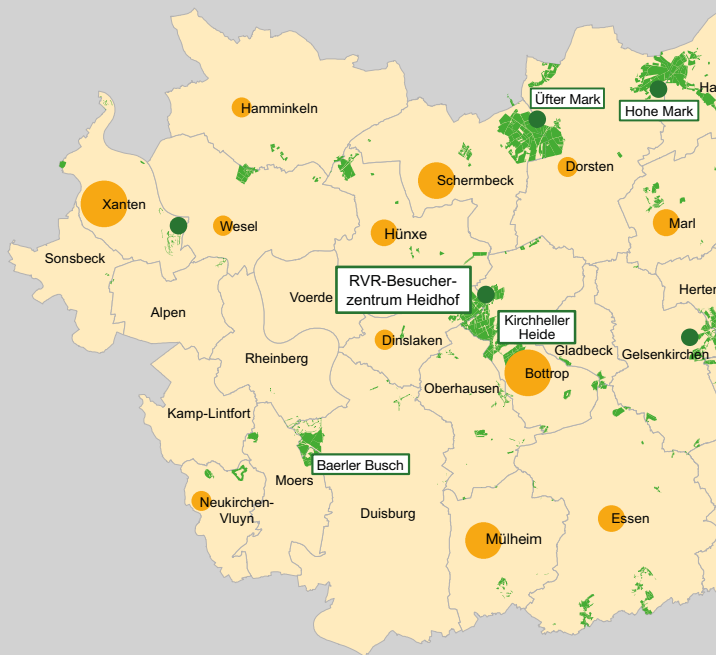 Ha
Üfter Mark
Hohe Mark
Hamminkeln
Dorsten
Schermbeck
Xanten
Marl
Wesel
Hünxe
Sonsbeck
RVR-Besucher-
zentrum Heidhof
Herten
Voerde
Alpen
Kirchheller
Heide
Dinslaken
Gladbeck
Gelsenkirchen
Rheinberg
Bottrop
Oberhausen
Kamp-Lintfort
Baerler Busch
Moers
Neukirchen-
Vluyn
Duisburg
Essen
Mülheim